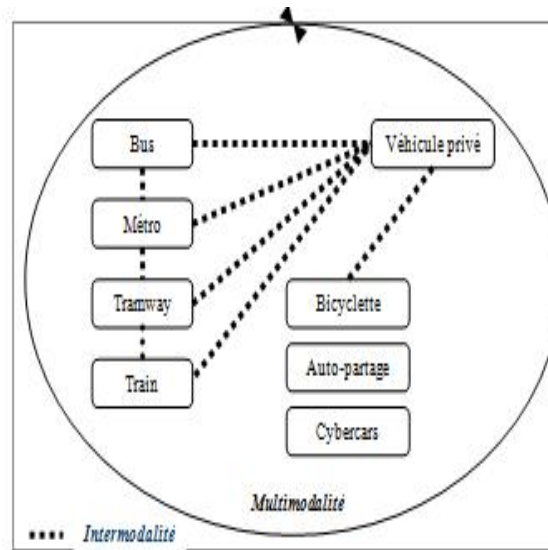 Bus
Véhicule privé
Métro
Tramway
Bicyclette
Train
Auto-partage
Cybercars
Multimodalité
Intermodalité